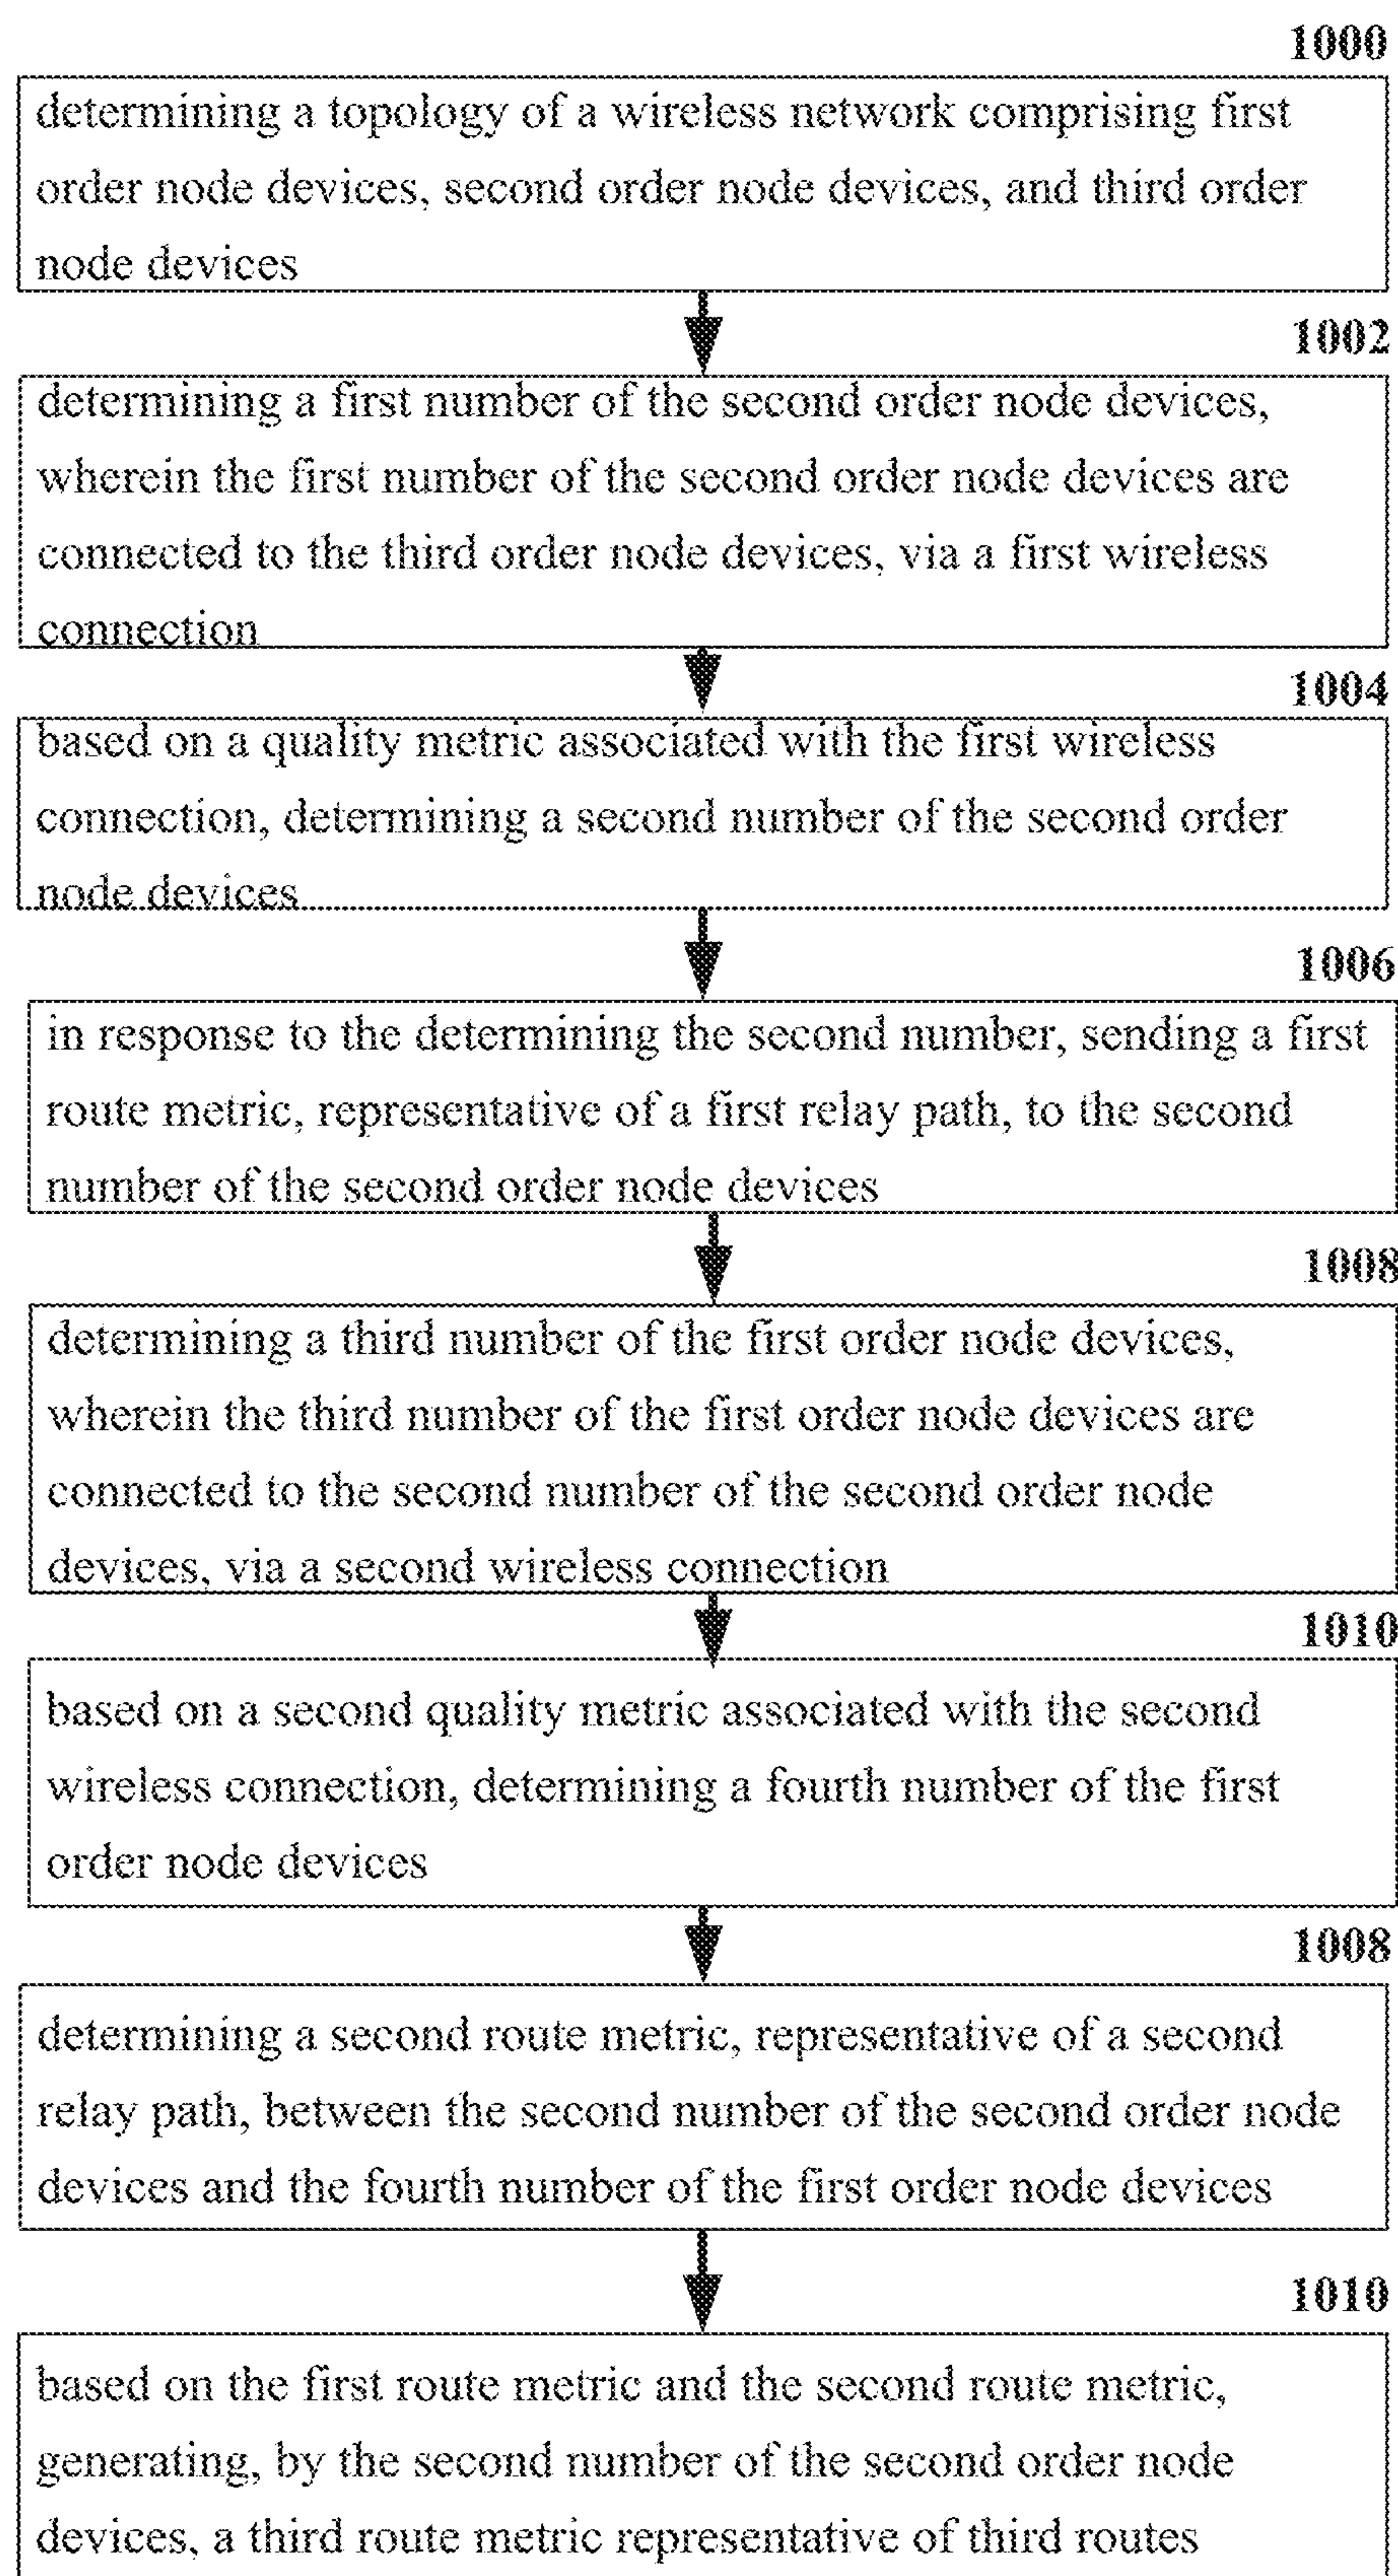 1000
determining a topology of a wireless network comprising first
order node devices, second order node devices, and third order
node devices
1002
determining a first number of the second order node devices,
wherein the first number of the second order node devices are
connected to the third order node devices, via a first wireless
connection
1004
based on a quality metric associated with the first wireless
connection, determining a second number of the second order
node devices
1006
in response to the determining the second number, sending a first
route metric, representative of a first relay path, to the second
number of the second order node devices
1008
determining a third number of the first order node devices,
wherein the third number of the first order node devices are
connected to the second number of the second order node
devices, via a second wireless connection
1010
based on a second quality metric associated with the second
wireless connection, determining a fourth number of the first
order node devices
1008
determining a second route metric, representative of a second
relay path, between the second number of the second order node
devices and the fourth number of the first order node devices
1010
based on the first route metric and the second route metric,
generating, by the second number of the second order node
devices, a third route metric representative of third routes